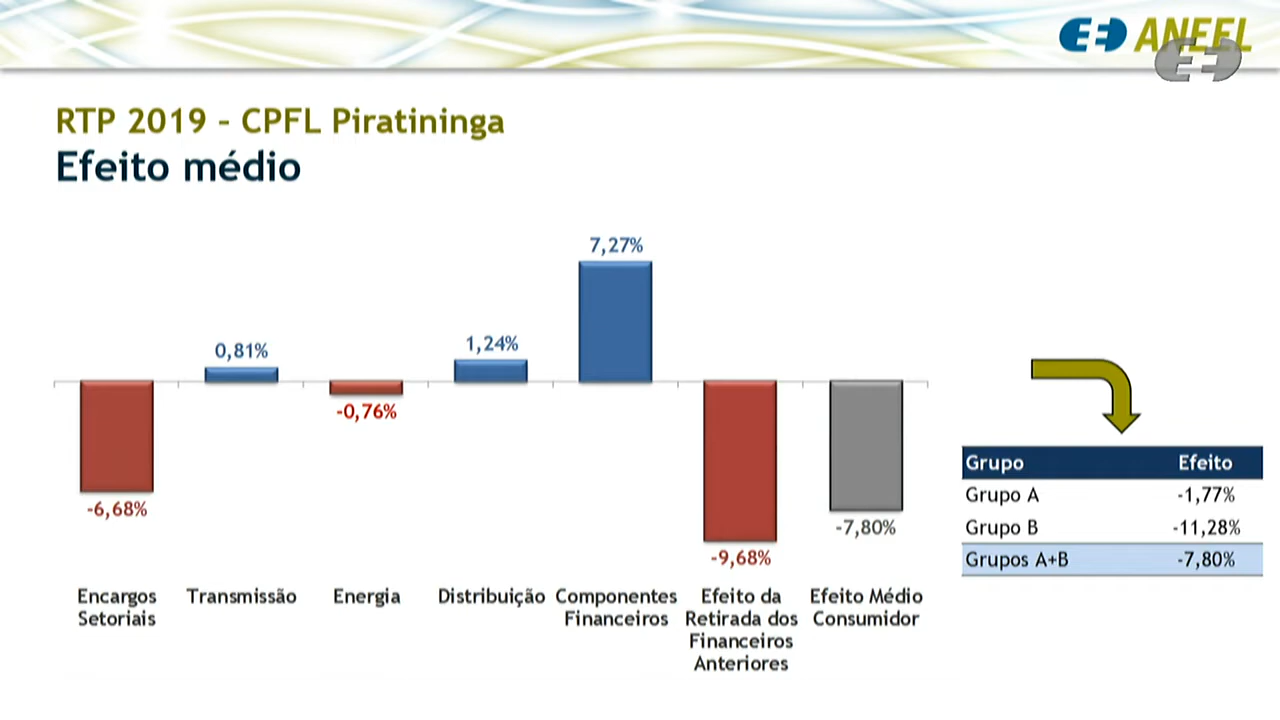 ANEEL
RTP 2019 – CPFL Piratininga
Efeito médio
7,27%
0,81%
1,24%
-0,76%
-6,68%
-9,68%
-7,80%
Encargos
Setoriais
Transmissão
Energia
Distribuição
Componentes
Financeiros
Efeito da
Retirada dos
Financeiros
Anteriores
Efeito Médio
Consumidor
Grupo Efeito
Grupo A -1,77%
Grupo B -11,28%
Grupos A+B -7,80%